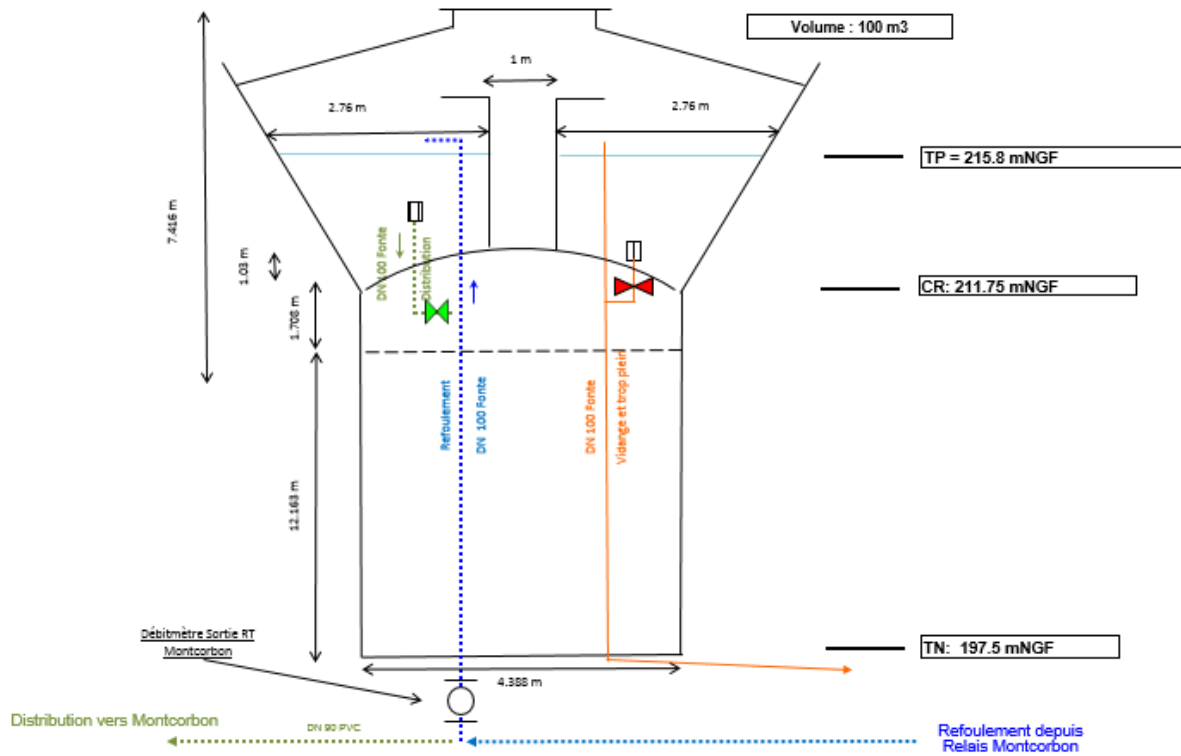 Volume : 100 m3
1 m
2.76 m
2.76 m
TP = 215.8 mNGF
7.416 m
DN 100 Fonte
Distribution
1.03 m
CR: 211.75 mNGF
1.708 m
Refoulement
DN 100 Fonte
DN 100 Fonte
Vidange et trop plein
12.163 m
Débitmètre Sortie RT
Montcorbon
TN: 197.5 mNGF
4.388 m
Distribution vers Montcorbon
DN 90 PVC
Refoulement depuis
Relais Montcorbon